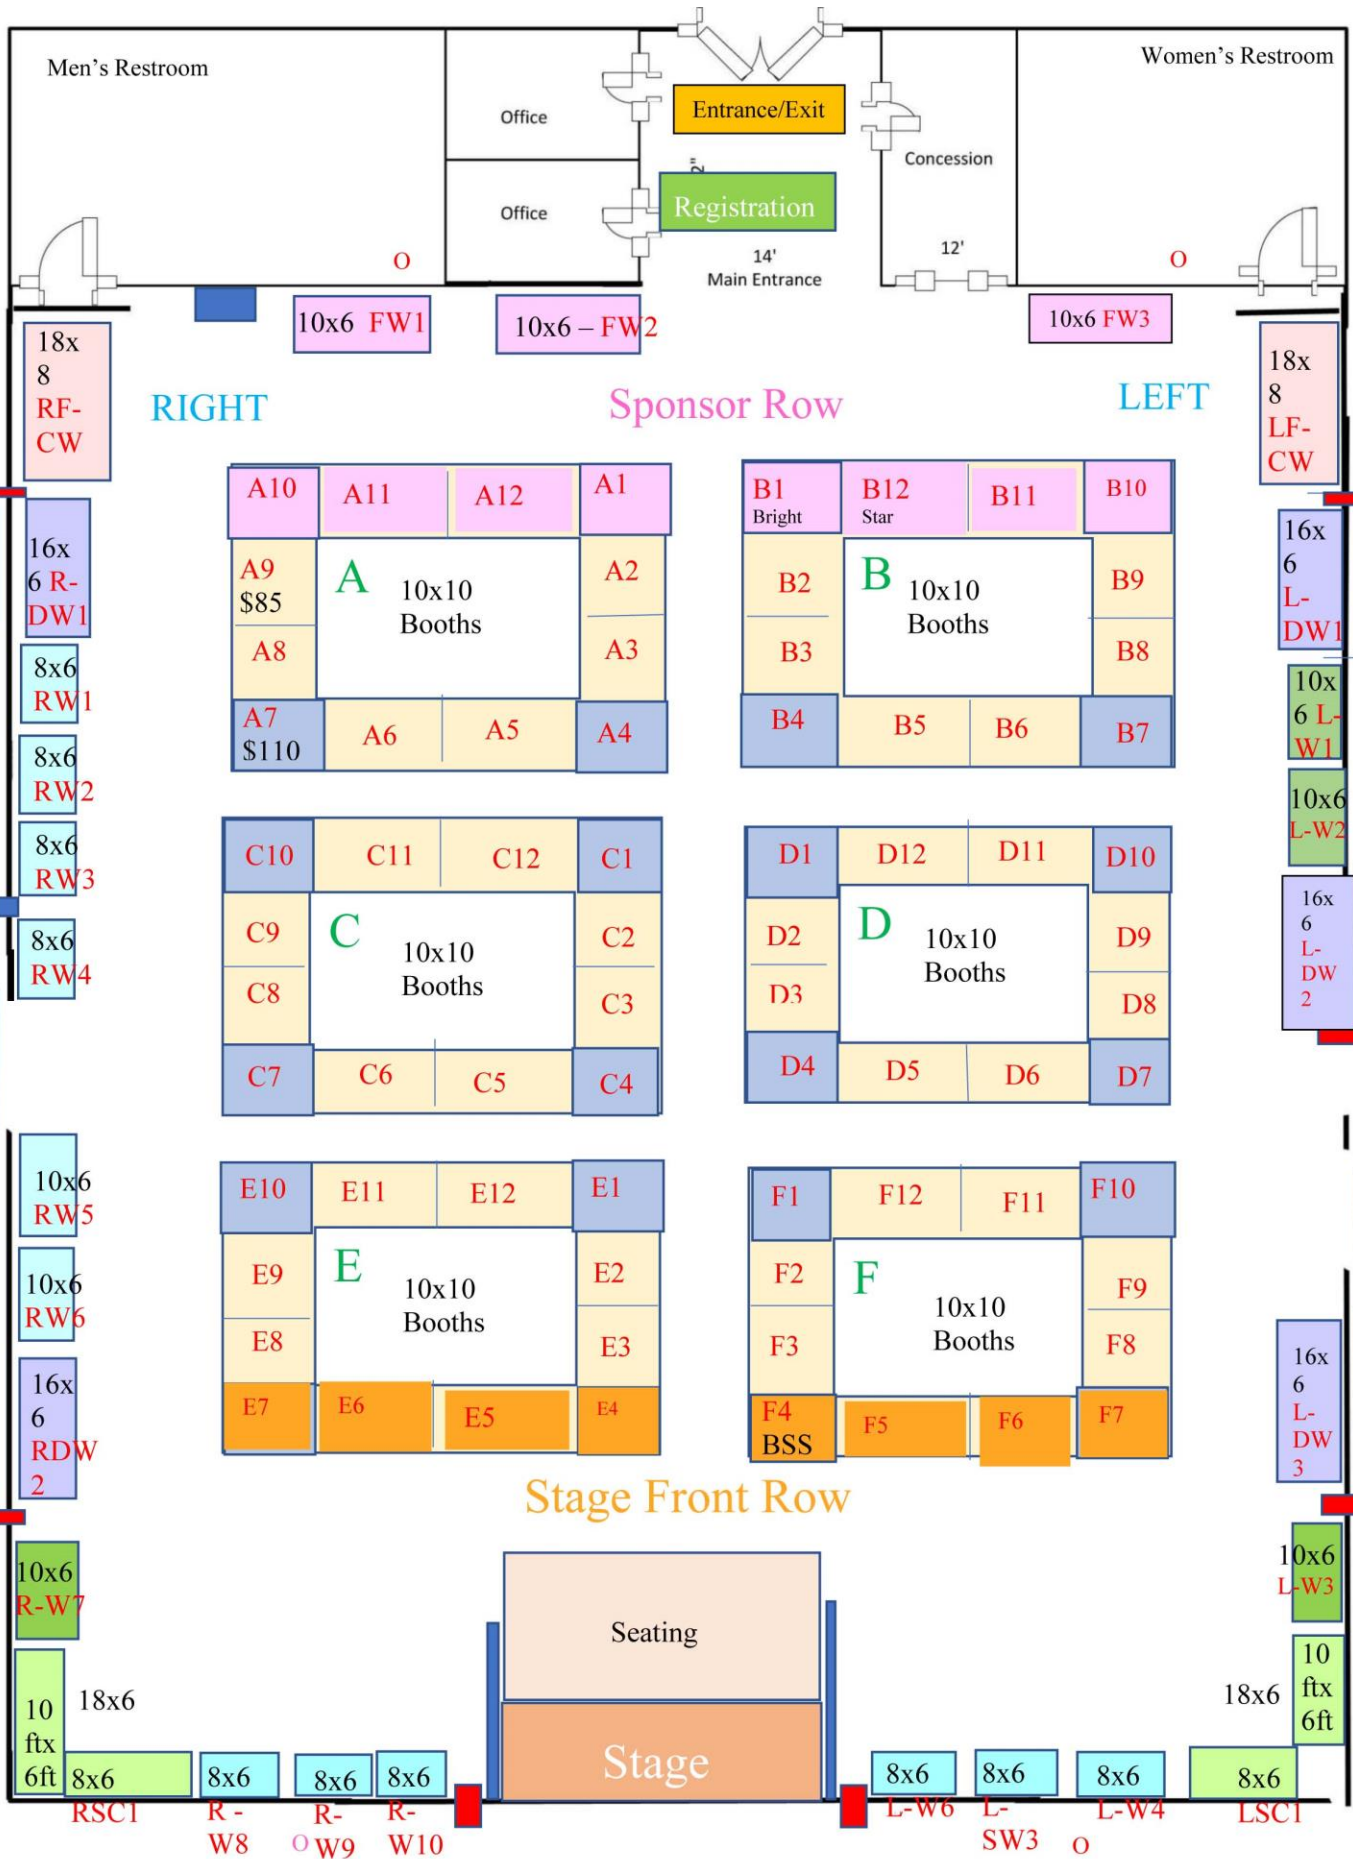 Men's Restroom
Women's Restroom
Office
Entrance/Exit
Concession
2"
Office
Registration
12'
14'
Main Entrance
O
O
10x6 FW1
10x6 – FW2
10x6 FW3
18x
8
RF-
CW
18x
8
LF-
CW
RIGHT
Sponsor Row
LEFT
A10
A11
A12
A1
B1
Bright
B12
Star
B11
B10
16x
6 R-
DW1
16x
6
L-
DW1
A9
$85
A
10x10
Booths
A2
B2
B
10x10
Booths
B9
A8
A3
B3
B8
8x6
RW1
10x
6 L-
W1
A7
$110
A6
A5
A4
B4
B5
B6
B7
8x6
RW2
10x6
L-W2
8x6
RW3
C10
C11
C12
C1
D1
D12
D11
D10
8x6
RW4
16x
6
L-
DW
2
C9
C
10x10
Booths
C2
D2
D
10x10
Booths
D9
C8
C3
D3
D8
C7
C6
C5
C4
D4
D5
D6
D7
10x6
RW5
E10
E11
E12
E1
F1
F12
F11
F10
10x6
RW6
E9
E
10x10
Booths
E2
F2
F
10x10
Booths
F9
E8
E3
F3
F8
16x
6
RDW
2
16x
6
L-
DW
3
E7
E6
E5
E4
F4
BSS
F5
F6
F7
Stage Front Row
10x6
R-W7
10x6
L-W3
Seating
10
ftx
6ft
18x6
18x6
10
ftx
6ft
Stage
8x6
RSC1
8x6
R -
W8
8x6
R-
W9
8x6
R-
W10
8x6
L-W6
8x6
L-
SW3
8x6
L-W4
8x6
LSC1
O
O